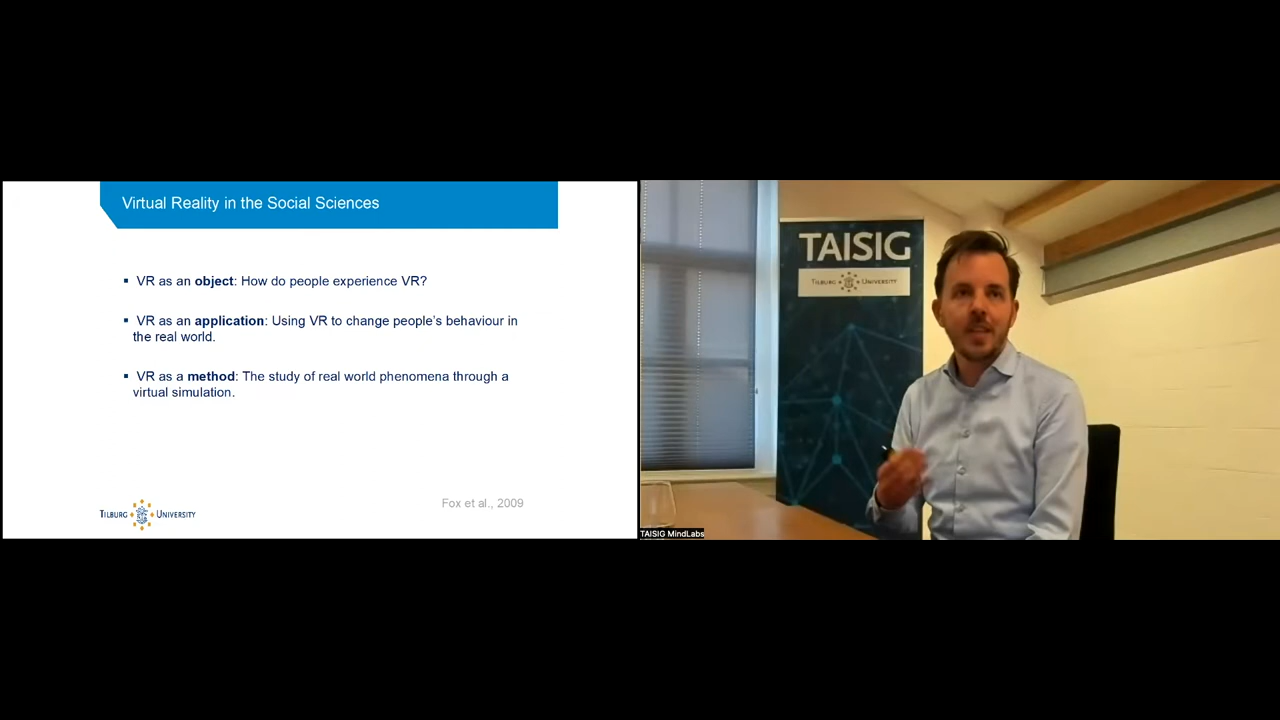 Virtual Reality in the Social Sciences
▪ VR as an object: How do people experience VR?
▪ VR as an application: Using VR to change people's behaviour in
the real world.
▪ VR as a method: The study of real world phenomena through a
virtual simulation.
Fox et al., 2009
TILBURG UNIVERSITY
TAISIG
TILBURG UNIVERSITY
TAISIG MindLabs